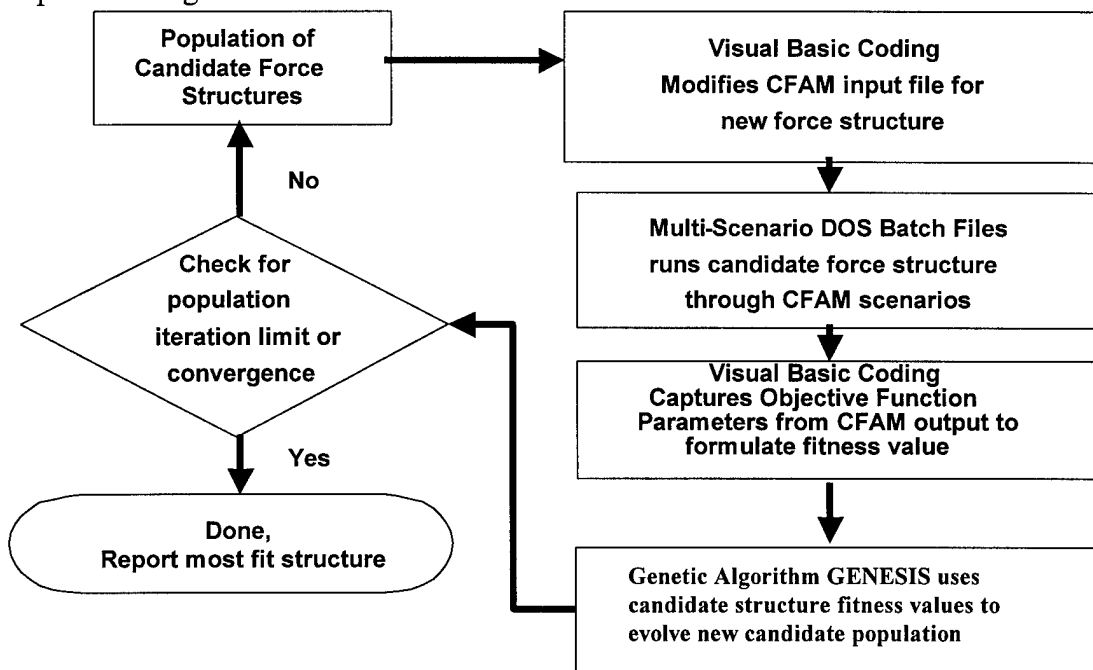 Population of
Candidate Force
Structures
Visual Basic Coding
Modifies CFAM input file for
new force structure
No
Multi-Scenario DOS Batch Files
runs candidate force structure
through CFAM scenarios
Check for
population
iteration limit or
convergence
Visual Basic Coding
Captures Objective Function
Parameters from CFAM output to
formulate fitness value
Yes
Done,
Report most fit structure
Genetic Algorithm GENESIS uses
candidate structure fitness values to
evolve new candidate population